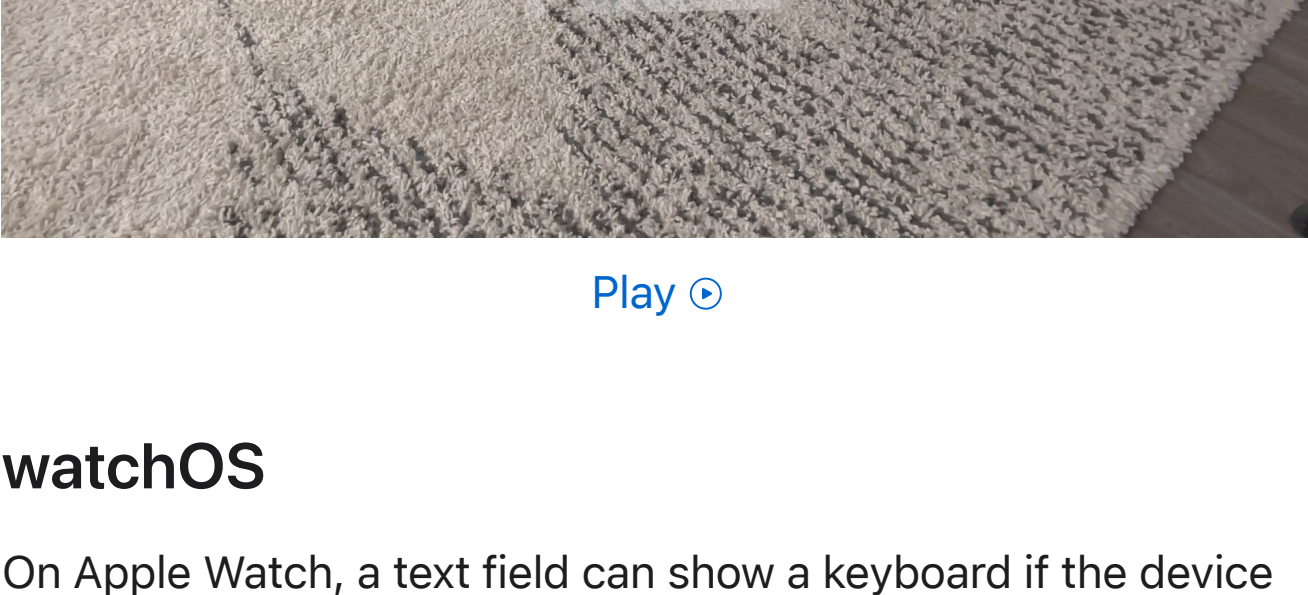 Play
watchOS
On Apple Watch, a text field can show a keyboard if the device